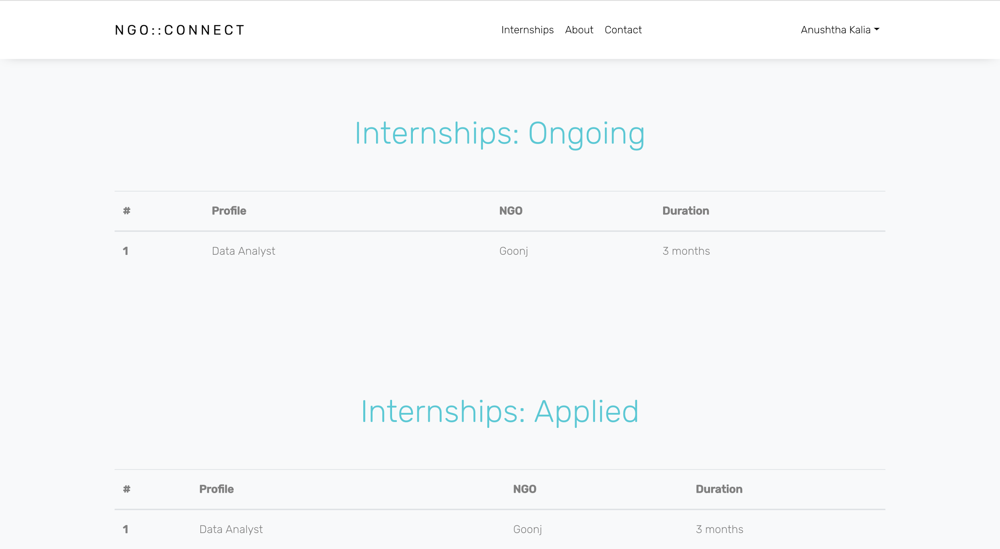 NGO::CONNECT Internships About Contact Anushtha Kalia
Internships: Ongoing
# Profile NGO Duration
1 Data Analyst Goonj 3 months
Internships: Applied
# Profile NGO Duration
1 Data Analyst Goonj 3 months